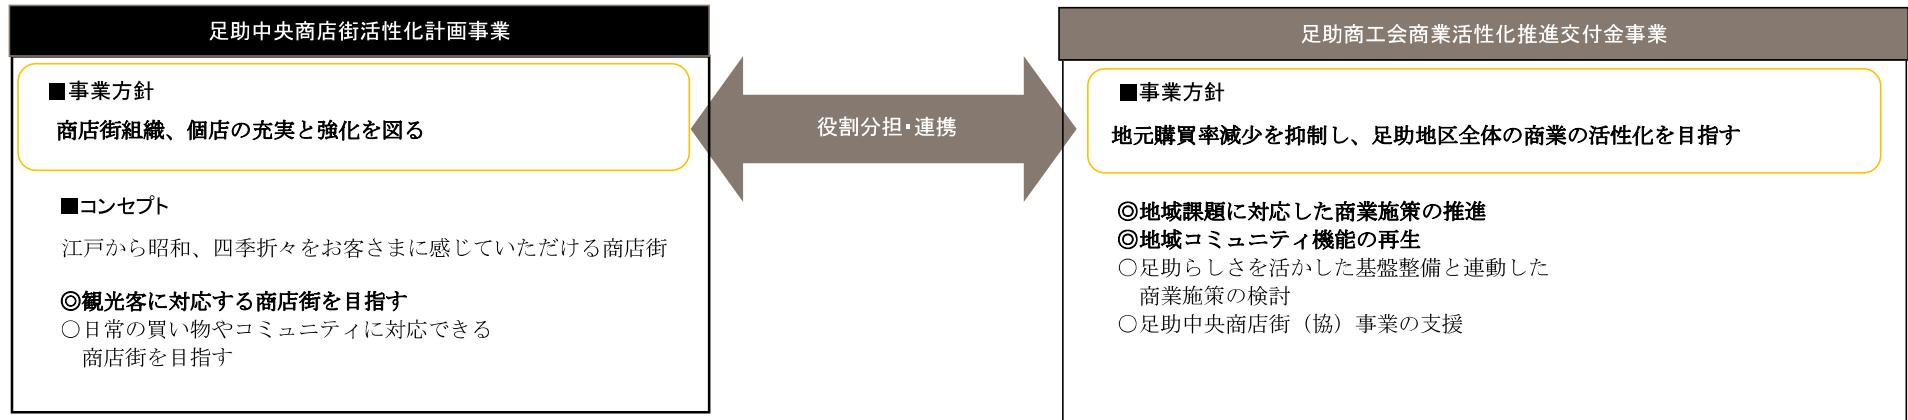 足助中央商店街活性化計画事業
■事業方針
商店街組織、個店の充実と強化を図る
■コンセプト
江戸から昭和、四季折々をお客さまに感じていただける商店街
◎観光客に対応する商店街を目指す
○日常の買い物やコミュニティに対応できる
商店街を目指す
役割分担・連携
足助商工会商業活性化推進交付金事業
■事業方針
地元購買率減少を抑制し、足助地区全体の商業の活性化を目指す
◎地域課題に対応した商業施策の推進
◎地域コミュニティ機能の再生
○足助らしさを活かした基盤整備と連動した
商業施策の検討
○足助中央商店街（協）事業の支援